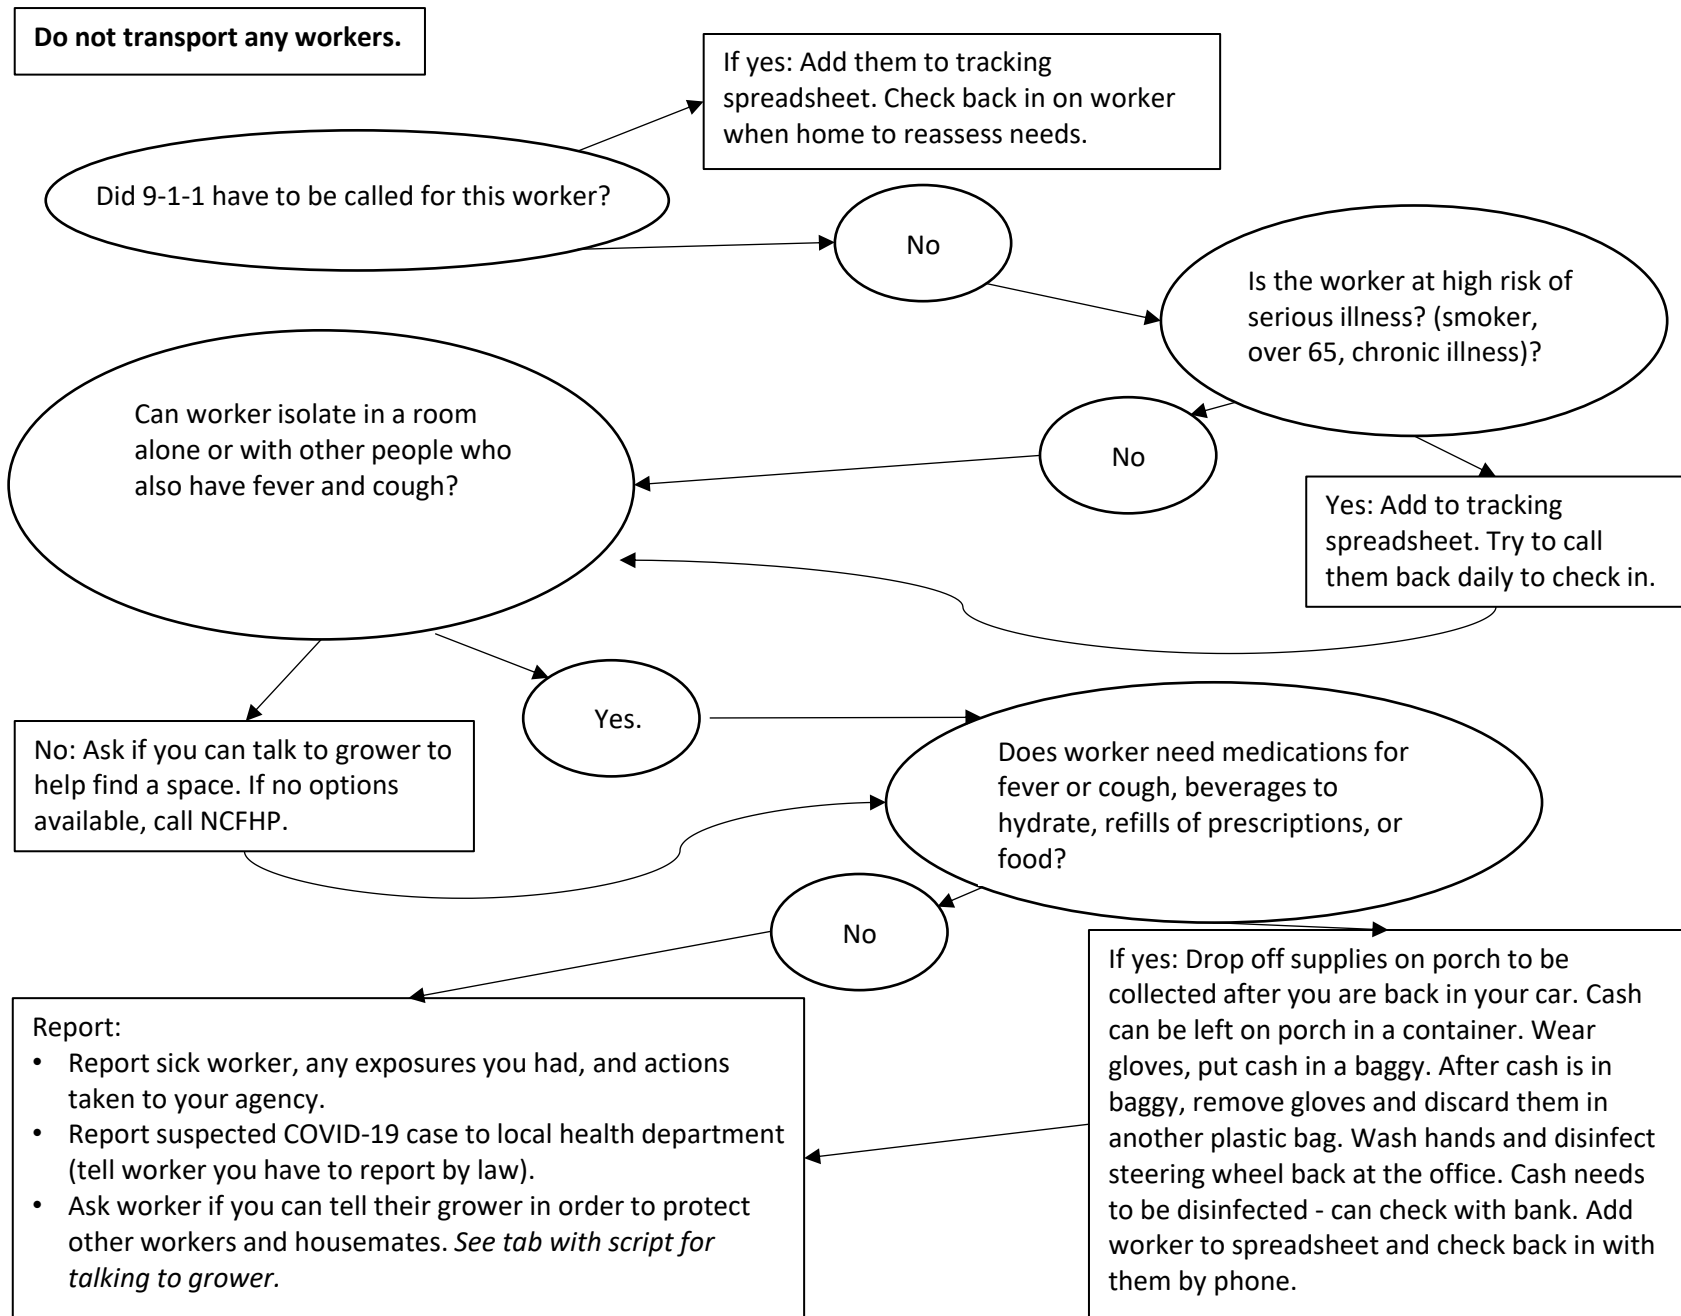 Do not transport any workers.
If yes: Add them to tracking
spreadsheet. Check back in on worker
when home to reassess needs.
Did 9-1-1 have to be called for this worker?
No
Is the worker at high risk of
serious illness? (smoker,
over 65, chronic illness)?
Can worker isolate in a room
alone or with other people who
also have fever and cough?
No
Yes: Add to tracking
spreadsheet. Try to call
them back daily to check in.
Yes.
No: Ask if you can talk to grower to
help find a space. If no options
available, call NCFHP.
Does worker need medications for
fever or cough, beverages to
hydrate, refills of prescriptions, or
food?
No
If yes: Drop off supplies on porch to be
collected after you are back in your car. Cash
can be left on porch in a container. Wear
gloves, put cash in a baggy. After cash is in
baggy, remove gloves and discard them in
another plastic bag. Wash hands and disinfect
steering wheel back at the office. Cash needs
to be disinfected - can check with bank. Add
worker to spreadsheet and check back in with
them by phone.
Report:
• Report sick worker, any exposures you had, and actions
taken to your agency.
• Report suspected COVID-19 case to local health department
(tell worker you have to report by law).
• Ask worker if you can tell their grower in order to protect
other workers and housemates. See tab with script for
talking to grower.